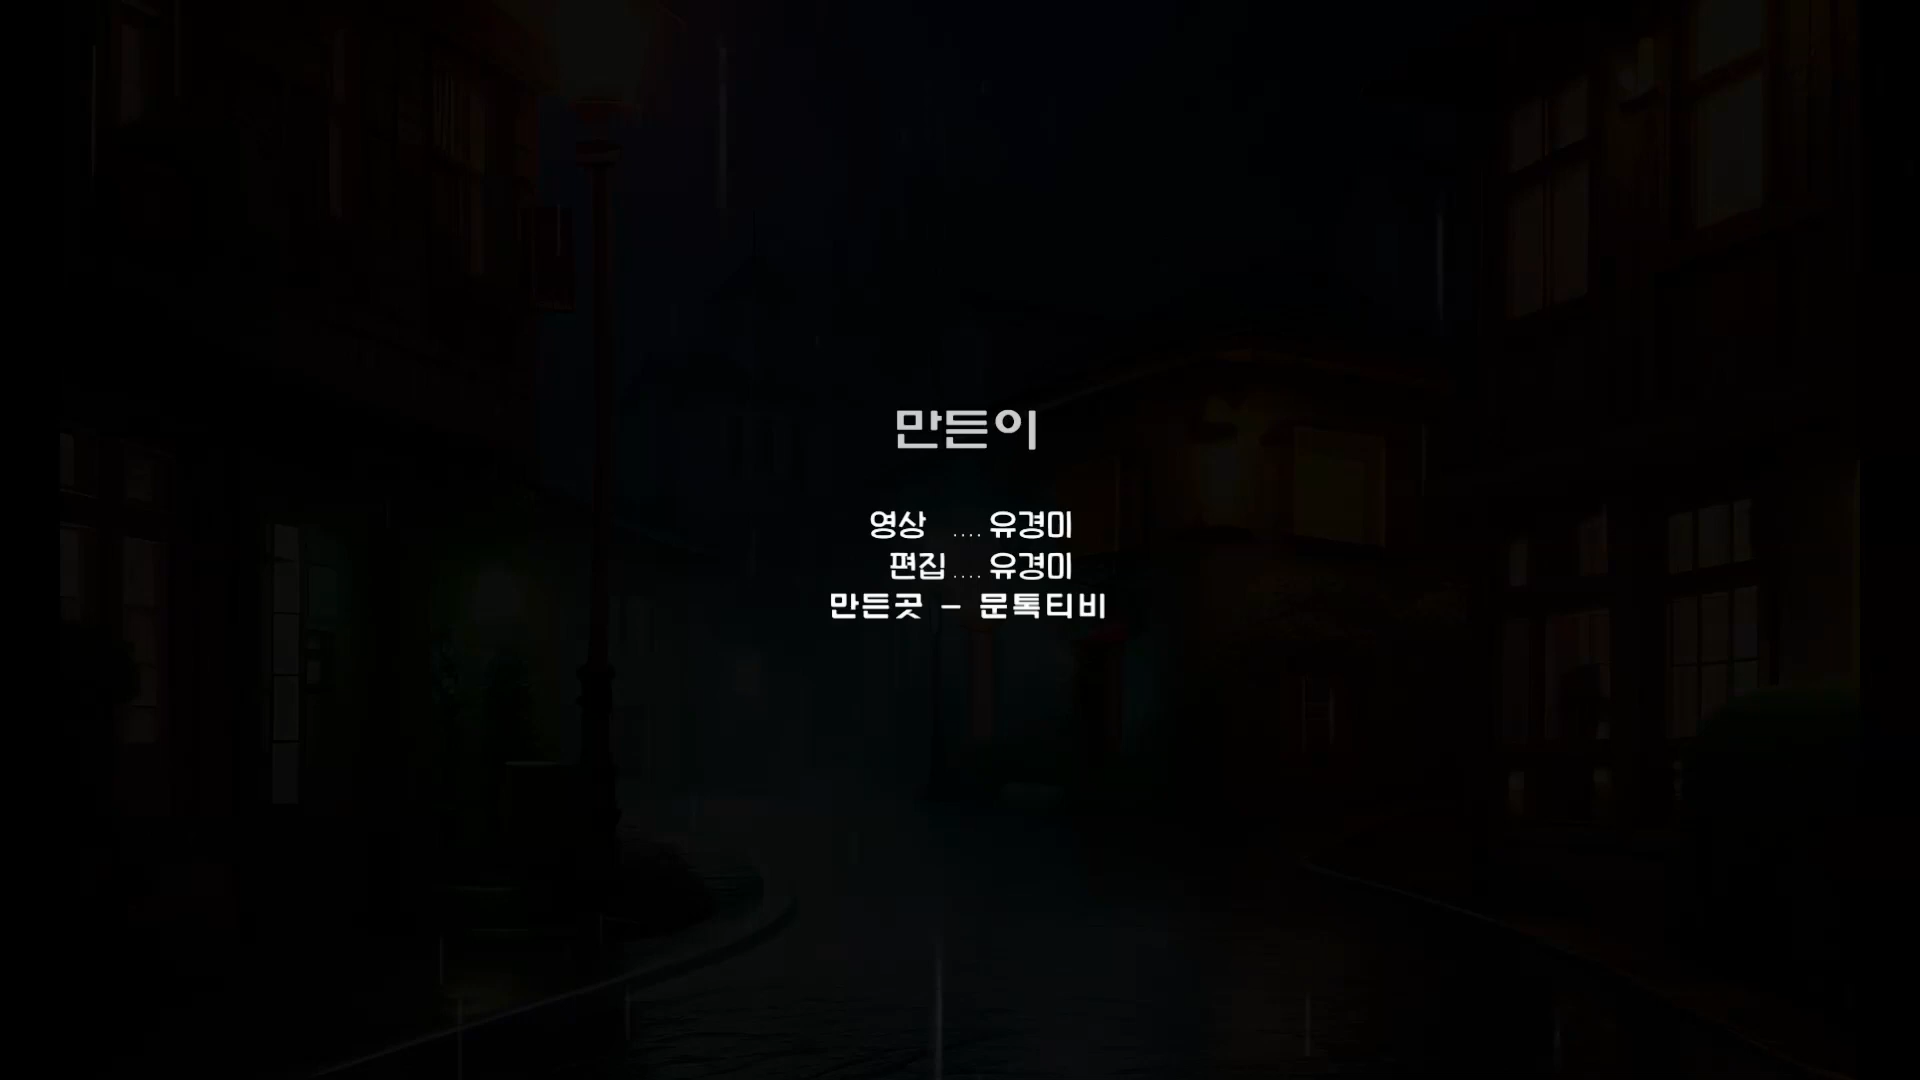 만든이
영상 .... 유경미
편집 .... 유경미
만든곳 - 문톡티비